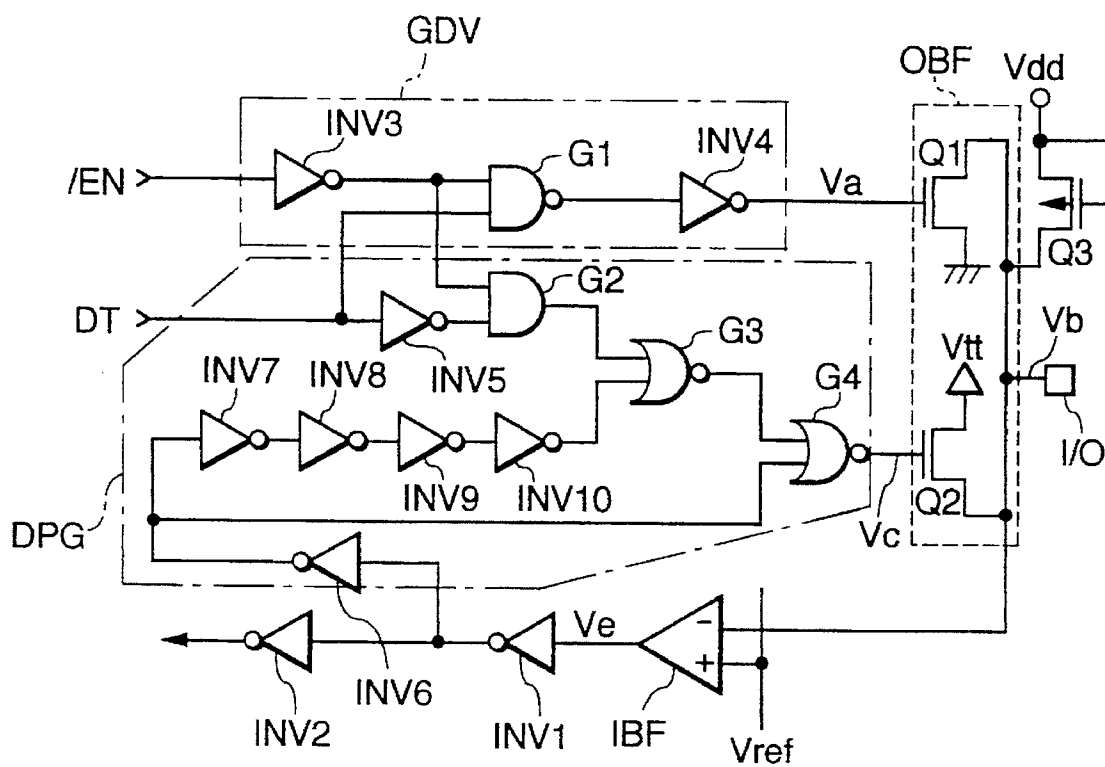 GDV
OBF
Vdd
INV3
G1
INV4
Q1
/EN
Va
Q3
G2
DT
G3
Vb
Vtt
INV7
INV8
INV5
G4
I/O
INV9
INV10
Q2
DPG
Vc
Ve
−
+
INV6
INV2
INV1
IBF
Vref